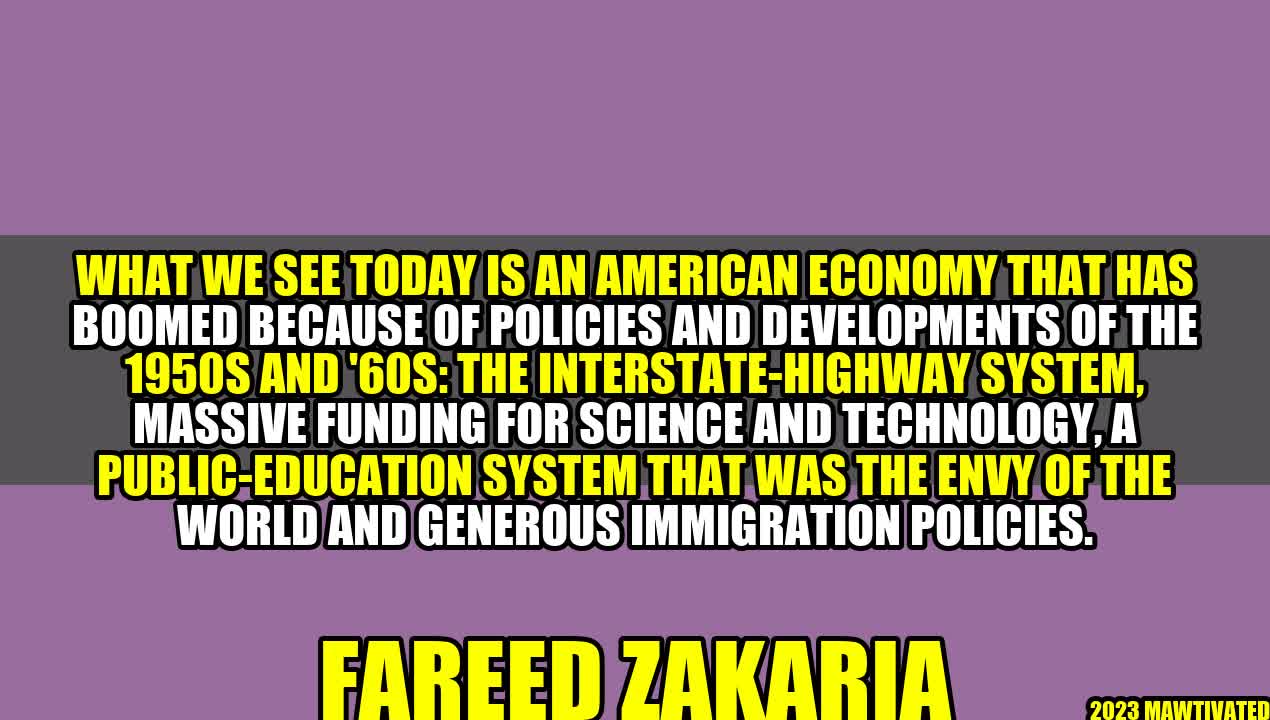 WHAT WE SEE TODAY IS AN AMERICAN ECONOMY THAT HAS
BOOMED BECAUSE OF POLICIES AND DEVELOPMENTS OF THE
1950S AND '60S: THE INTERSTATE-HIGHWAY SYSTEM,
MASSIVE FUNDING FOR SCIENCE AND TECHNOLOGY, A
PUBLIC-EDUCATION SYSTEM THAT WAS THE ENVY OF THE
WORLD AND GENEROUS IMMIGRATION POLICIES.
FAREED ZAKARIA
2023 MAWTIVATED